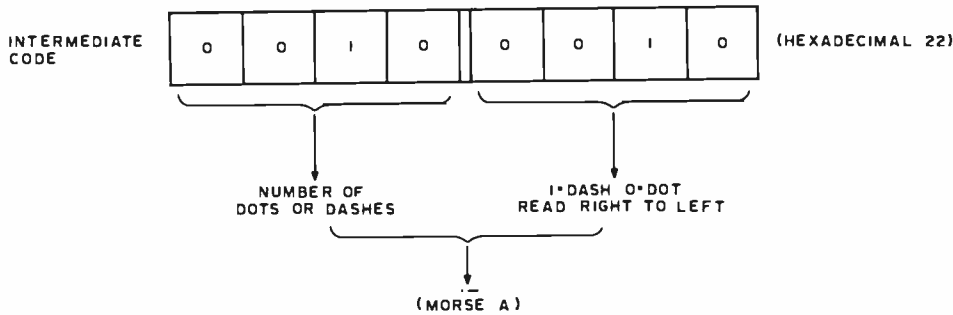 INTERMEDIATE CODE
0 0 1 0 0 0 1 0
(HEXADECIMAL 22)
NUMBER OF
DOTS OR DASHES
1=DASH 0=DOT
READ RIGHT TO LEFT
.—
(MORSE A)